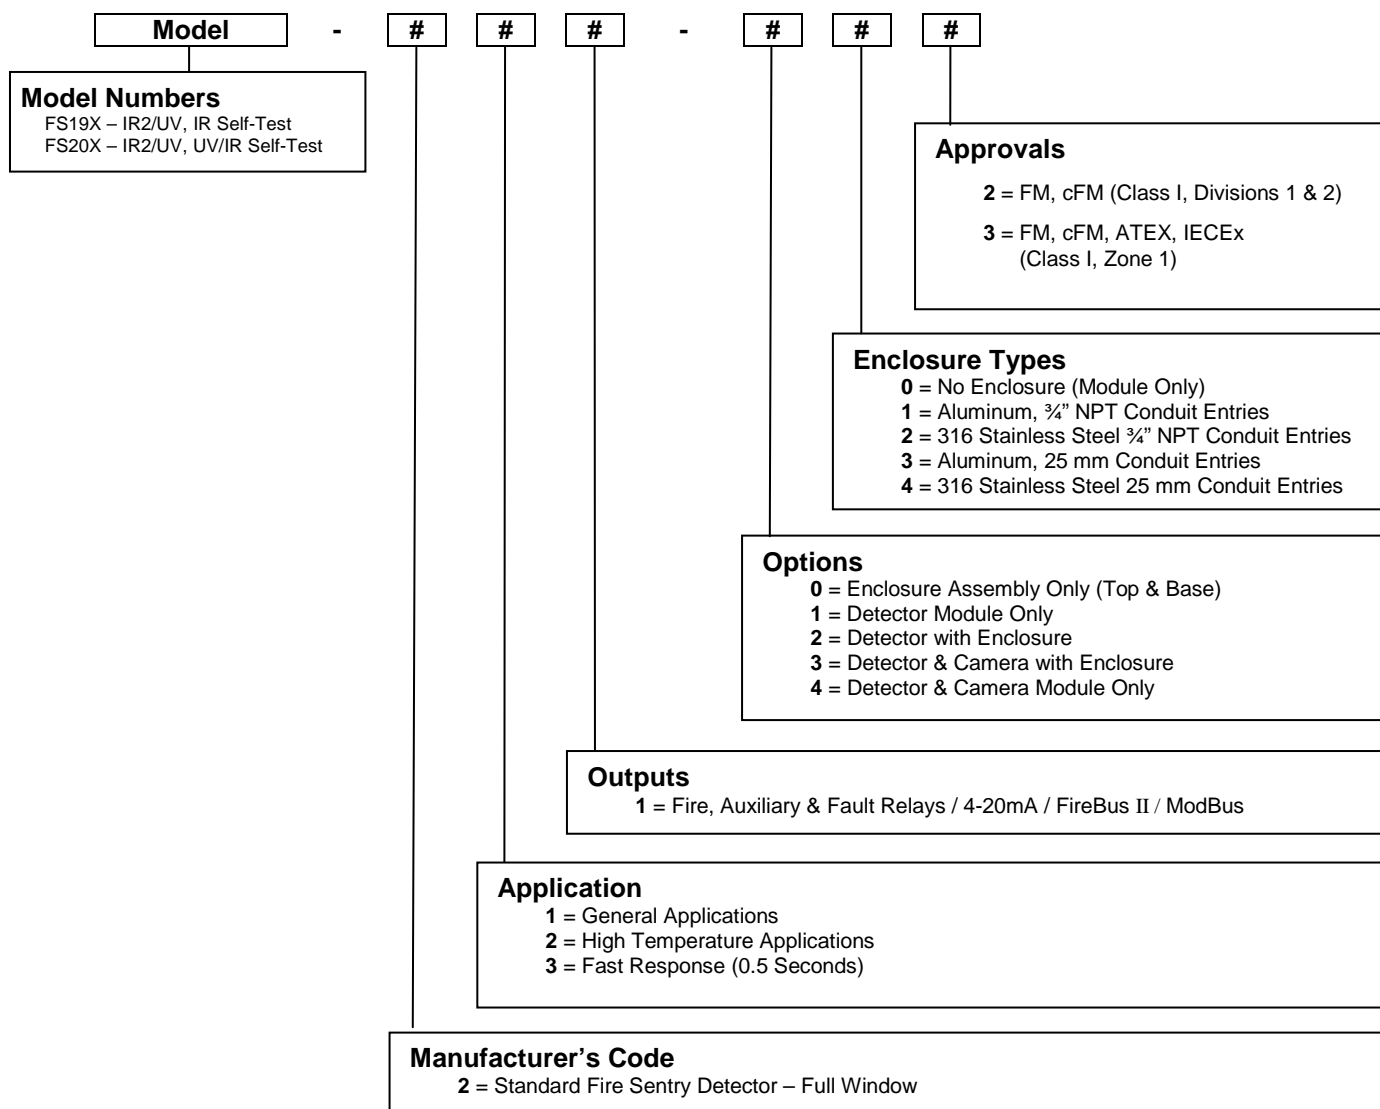 Model - # # # - # # #
Model Numbers
FS19X – IR2/UV, IR Self-Test
FS20X – IR2/UV, UV/IR Self-Test
Approvals
2 = FM, cFM (Class I, Divisions 1 & 2)
3 = FM, cFM, ATEX, IECEx
(Class I, Zone 1)
Enclosure Types
0 = No Enclosure (Module Only)
1 = Aluminum, ¾” NPT Conduit Entries
2 = 316 Stainless Steel ¾” NPT Conduit Entries
3 = Aluminum, 25 mm Conduit Entries
4 = 316 Stainless Steel 25 mm Conduit Entries
Options
0 = Enclosure Assembly Only (Top & Base)
1 = Detector Module Only
2 = Detector with Enclosure
3 = Detector & Camera with Enclosure
4 = Detector & Camera Module Only
Outputs
1 = Fire, Auxiliary & Fault Relays / 4-20mA / FireBus II / ModBus
Application
1 = General Applications
2 = High Temperature Applications
3 = Fast Response (0.5 Seconds)
Manufacturer’s Code
2 = Standard Fire Sentry Detector – Full Window